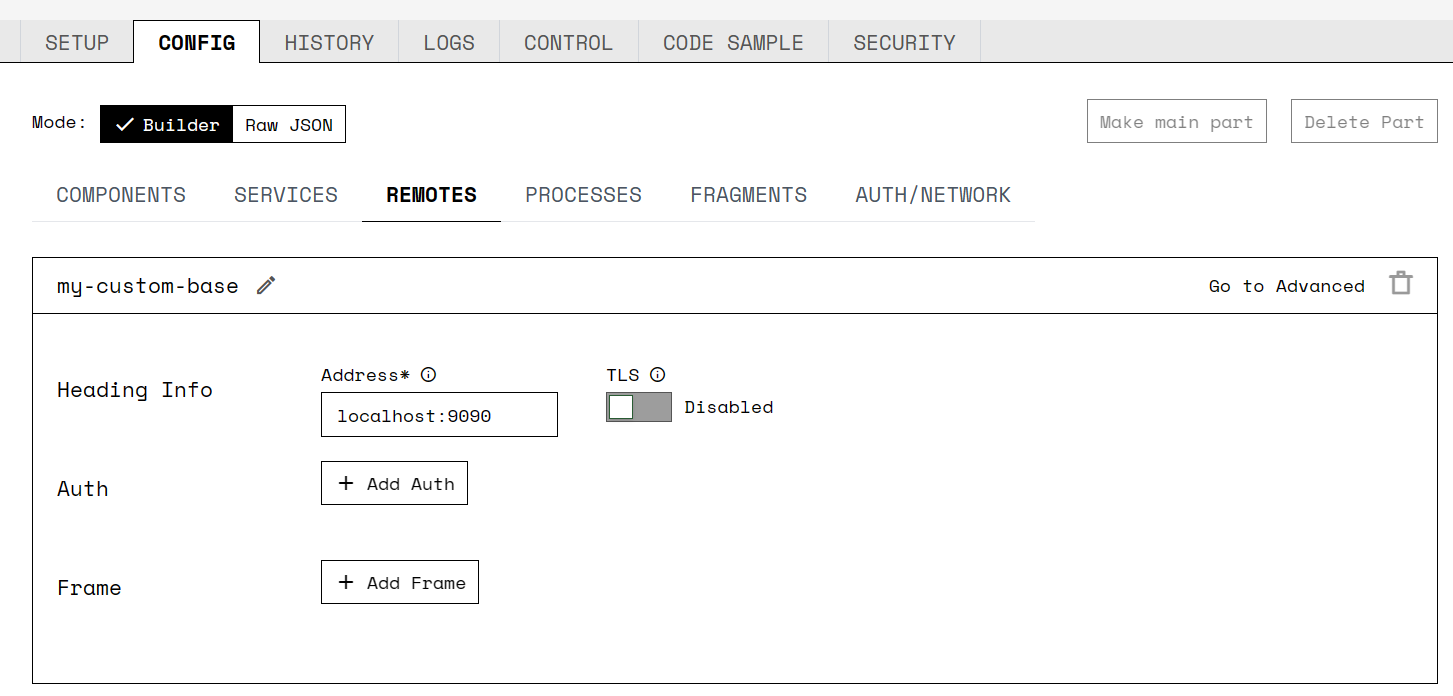 SETUP CONFIG HISTORY LOGS CONTROL CODE SAMPLE SECURITY
Mode: Builder Raw JSON Make main part Delete Part
COMPONENTS SERVICES REMOTES PROCESSES FRAGMENTS AUTH/NETWORK
my-custom-base Go to Advanced
Address* TLS
Heading Info
localhost:9090 Disabled
Auth + Add Auth
Frame + Add Frame